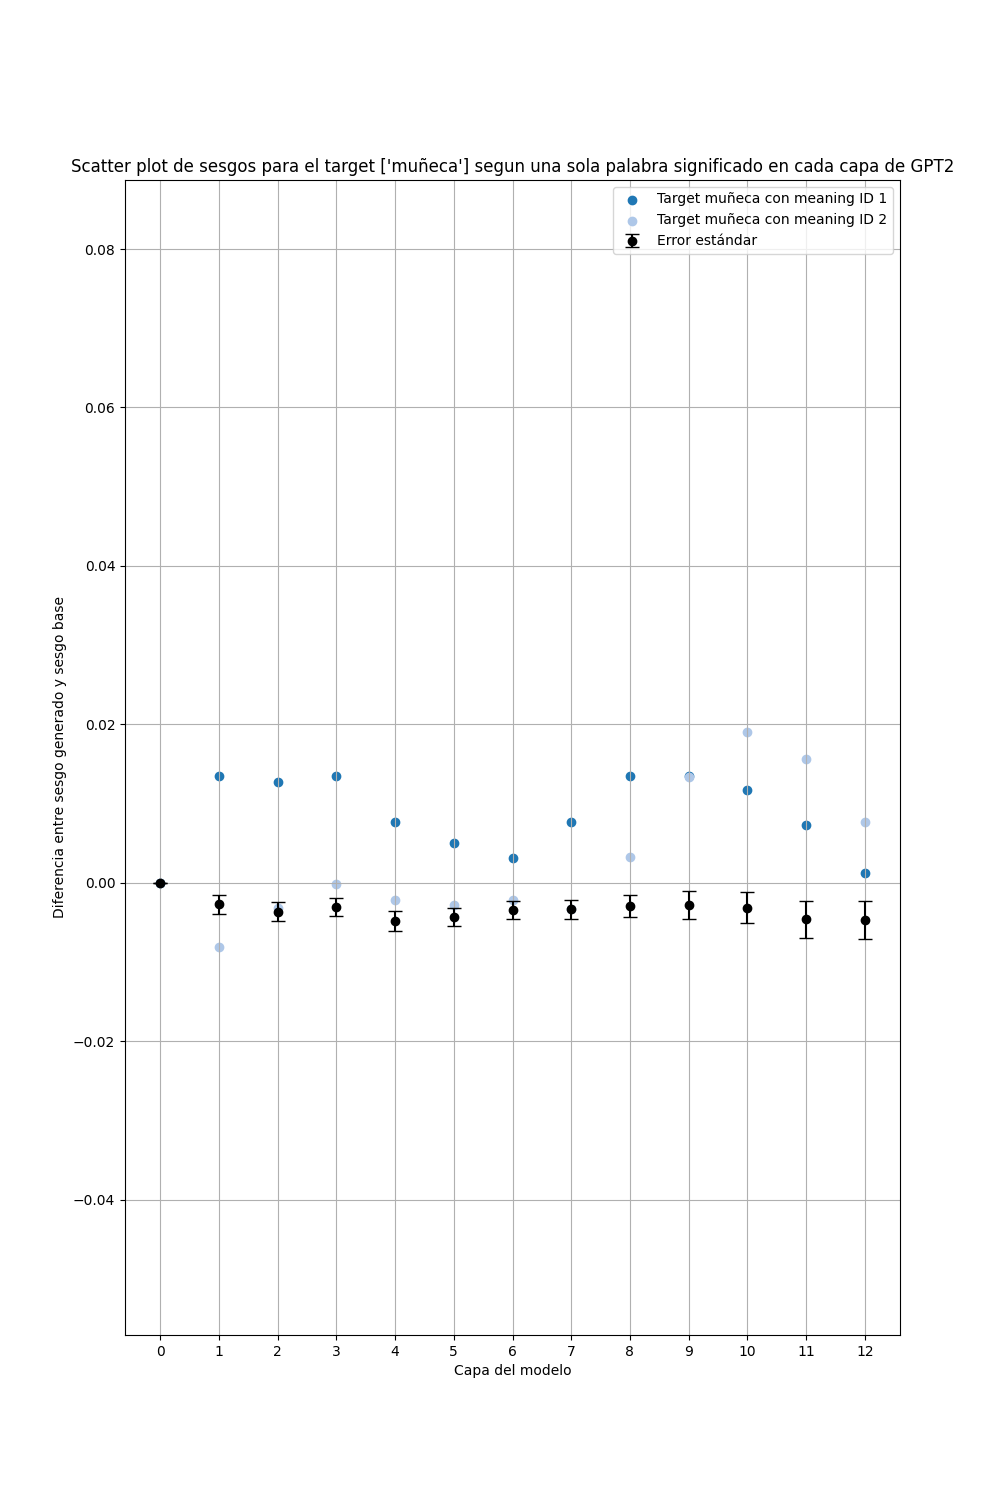 Scatter plot de sesgos para el target ['muñeca'] segun una sola palabra significado en cada capa de GPT2
Target muñeca con meaning ID 1
Target muñeca con meaning ID 2
Error estándar
0.08
0.06
0.04
0.02
0.00
−0.02
−0.04
Diferencia entre sesgo generado y sesgo base
0 1 2 3 4 5 6 7 8 9 10 11 12
Capa del modelo